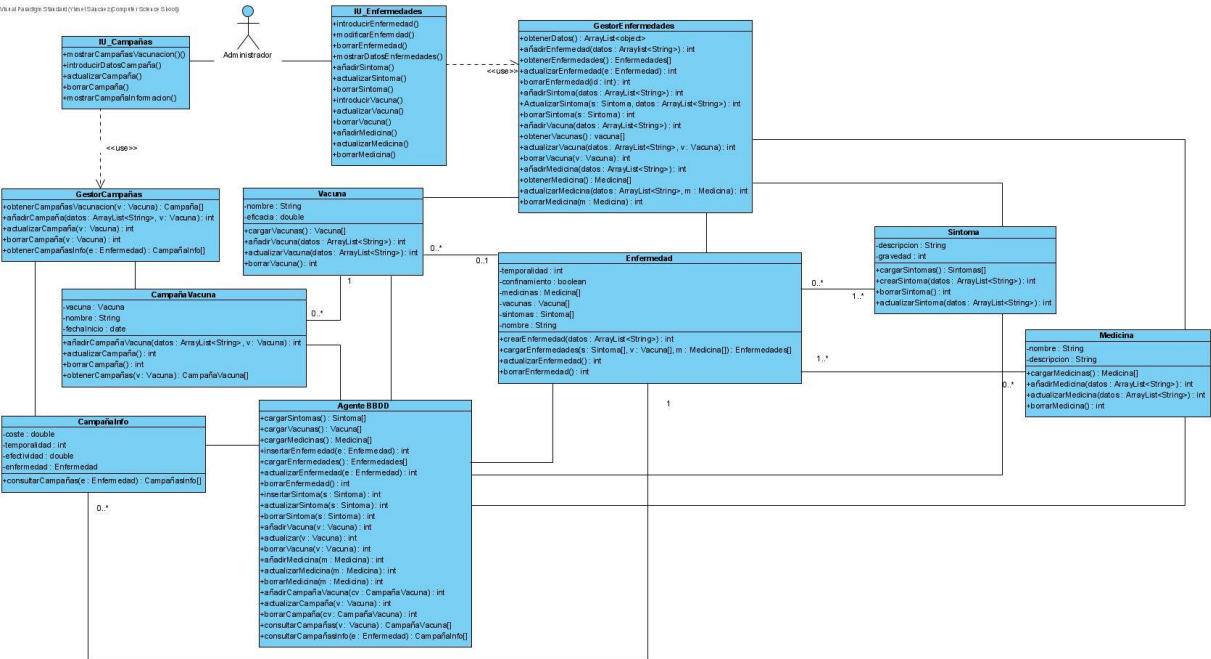 Visual Paradigm Standard(Yamel Sanchez(Computer Science Shool))
IU_Campañas
+mostrarCampañasVacunacion()()
+introducirDatosCampaña()
+actualizarCampaña()
+borrarCampaña()
+mostrarCampañaInformacion()
Administrador
IU_Enfermedades
+introducirEnfermedad()
+modificarEnfermdad()
+borrarEnfermedad()
+mostrarDatosEnfermedades()
+añadirSintoma()
+actualizarSintoma()
+borrarSintoma()
+introducirVacuna()
+actualizarVacuna()
+borrarVacuna()
+añadirMedicina()
+actualizarMedicina()
+borrarMedicina()
<<use>>
<<use>>
GestorEnfermedades
+obtenerDatos() : ArrayList<object>
+añadirEnfermedad(datos : Arraylist<String>) : int
+obtenerEnfermedades() : Enfermedades[]
+actualizarEnfermedad(e : Enfermedad) : int
+borrarEnfermedad(id : int) : int
+añadirSintoma(datos : ArrayList<String>) : int
+ActualizarSintoma(s : Sintoma, datos : ArrayList<String>) : int
+borrarSintoma(s : Sintoma) : int
+añadirVacuna(datos : ArrayList<String>) : int
+obtenerVacunas() : vacuna[]
+actualizarVacuna(datos : ArrayList<String>, v : Vacuna) : int
+borrarVacuna(v : Vacuna) : int
+añadirMedicina(datos : ArrayList<String>) : int
+obtenerMedicina() : Medicina[]
+actualizarMedicina(datos : ArrayList<String>, m : Medicina) : int
+borrarMedicina(m : Medicina) : int
GestorCampañas
+obtenerCampañasVacunacion(v : Vacuna) : Campaña[]
+añadirCampaña(datos : ArrayList<String>, v : Vacuna) : int
+actualizarCampaña(v : Vacuna) : int
+borrarCampaña(v : Vacuna) : int
+obtenerCampañasInfo(e : Enfermedad) : CampañaInfo[]
Vacuna
-nombre : String
-eficacia : double
+cargarVacunas() : Vacuna[]
+añadirVacuna(datos : ArrayList<String>) : int
+actualizarVacuna(datos : ArrayList<String>) : int
+borrarVacuna() : int
0..*
0..1
1
0..*
Enfermedad
-temporalidad : int
-confinamiento : boolean
-medicinas : Medicina[]
-vacunas : Vacuna[]
-sintomas : Sintoma[]
-nombre : String
+crearEnfermedad(datos : ArrayList<String>) : int
+cargarEnfermedades(s : Sintoma[], v : Vacuna[], m : Medicina[]) : Enfermedades[]
+actualizarEnfermedad() : int
+borrarEnfermedad() : int
0..*
1..*
1..*
0..*
1
Sintoma
-descripcion : String
-gravedad : int
+cargarSintomas() : Sintomas[]
+crearSintoma(datos : ArrayList<String>) : int
+borrarSintoma() : int
+actualizarSintoma(datos : ArrayList<String>) : int
CampañaVacuna
-vacuna : Vacuna
-nombre : String
-fechaInicio : date
+añadirCampañaVacuna(datos : ArrayList<String>, v : Vacuna) : int
+actualizarCampaña() : int
+borrarCampaña() : int
+obtenerCampañas(v : Vacuna) : CampañaVacuna[]
Medicina
-nombre : String
-descripcion : String
+cargarMedicinas() : Medicina[]
+añadirMedicina(datos : ArrayList<String>) : int
+actualizarMedicina(datos : ArrayList<String>) : int
+borrarMedicina() : int
CampañaInfo
-coste : double
-temporalidad : int
-efectividad : double
-enfermedad : Enfermedad
+consultarCampañas(e : Enfermedad) : CampañasInfo[]
0..*
Agente BBDD
+cargarSintomas() : Sintoma[]
+cargarVacunas() : Vacuna[]
+cargarMedicinas() : Medicina[]
+insertarEnfermedad(e : Enfermedad) : int
+cargarEnfermedades() : Enfermedades[]
+actualizarEnfermedad(e : Enfermedad) : int
+borrarEnfermedad() : int
+insertarSintoma(s : Sintoma) : int
+actualizarSintoma(s : Sintoma) : int
+borrarSintoma(s : Sintoma) : int
+añadirVacuna(v : Vacuna) : int
+actualizar(v : Vacuna) : int
+borrarVacuna(v : Vacuna) : int
+añadirMedicina(m : Medicina) : int
+actualizarMedicina(m : Medicina) : int
+borrarMedicina(m : Medicina) : int
+añadirCampañaVacuna(cv : CampañaVacuna) : int
+actualizarCampaña(v : Vacuna) : int
+borrarCampaña(cv : CampañaVacuna) : int
+consultarCampañas(v : Vacuna) : CampañaVacuna[]
+consultarCampañasInfo(e : Enfermedad) : CampañaInfo[]